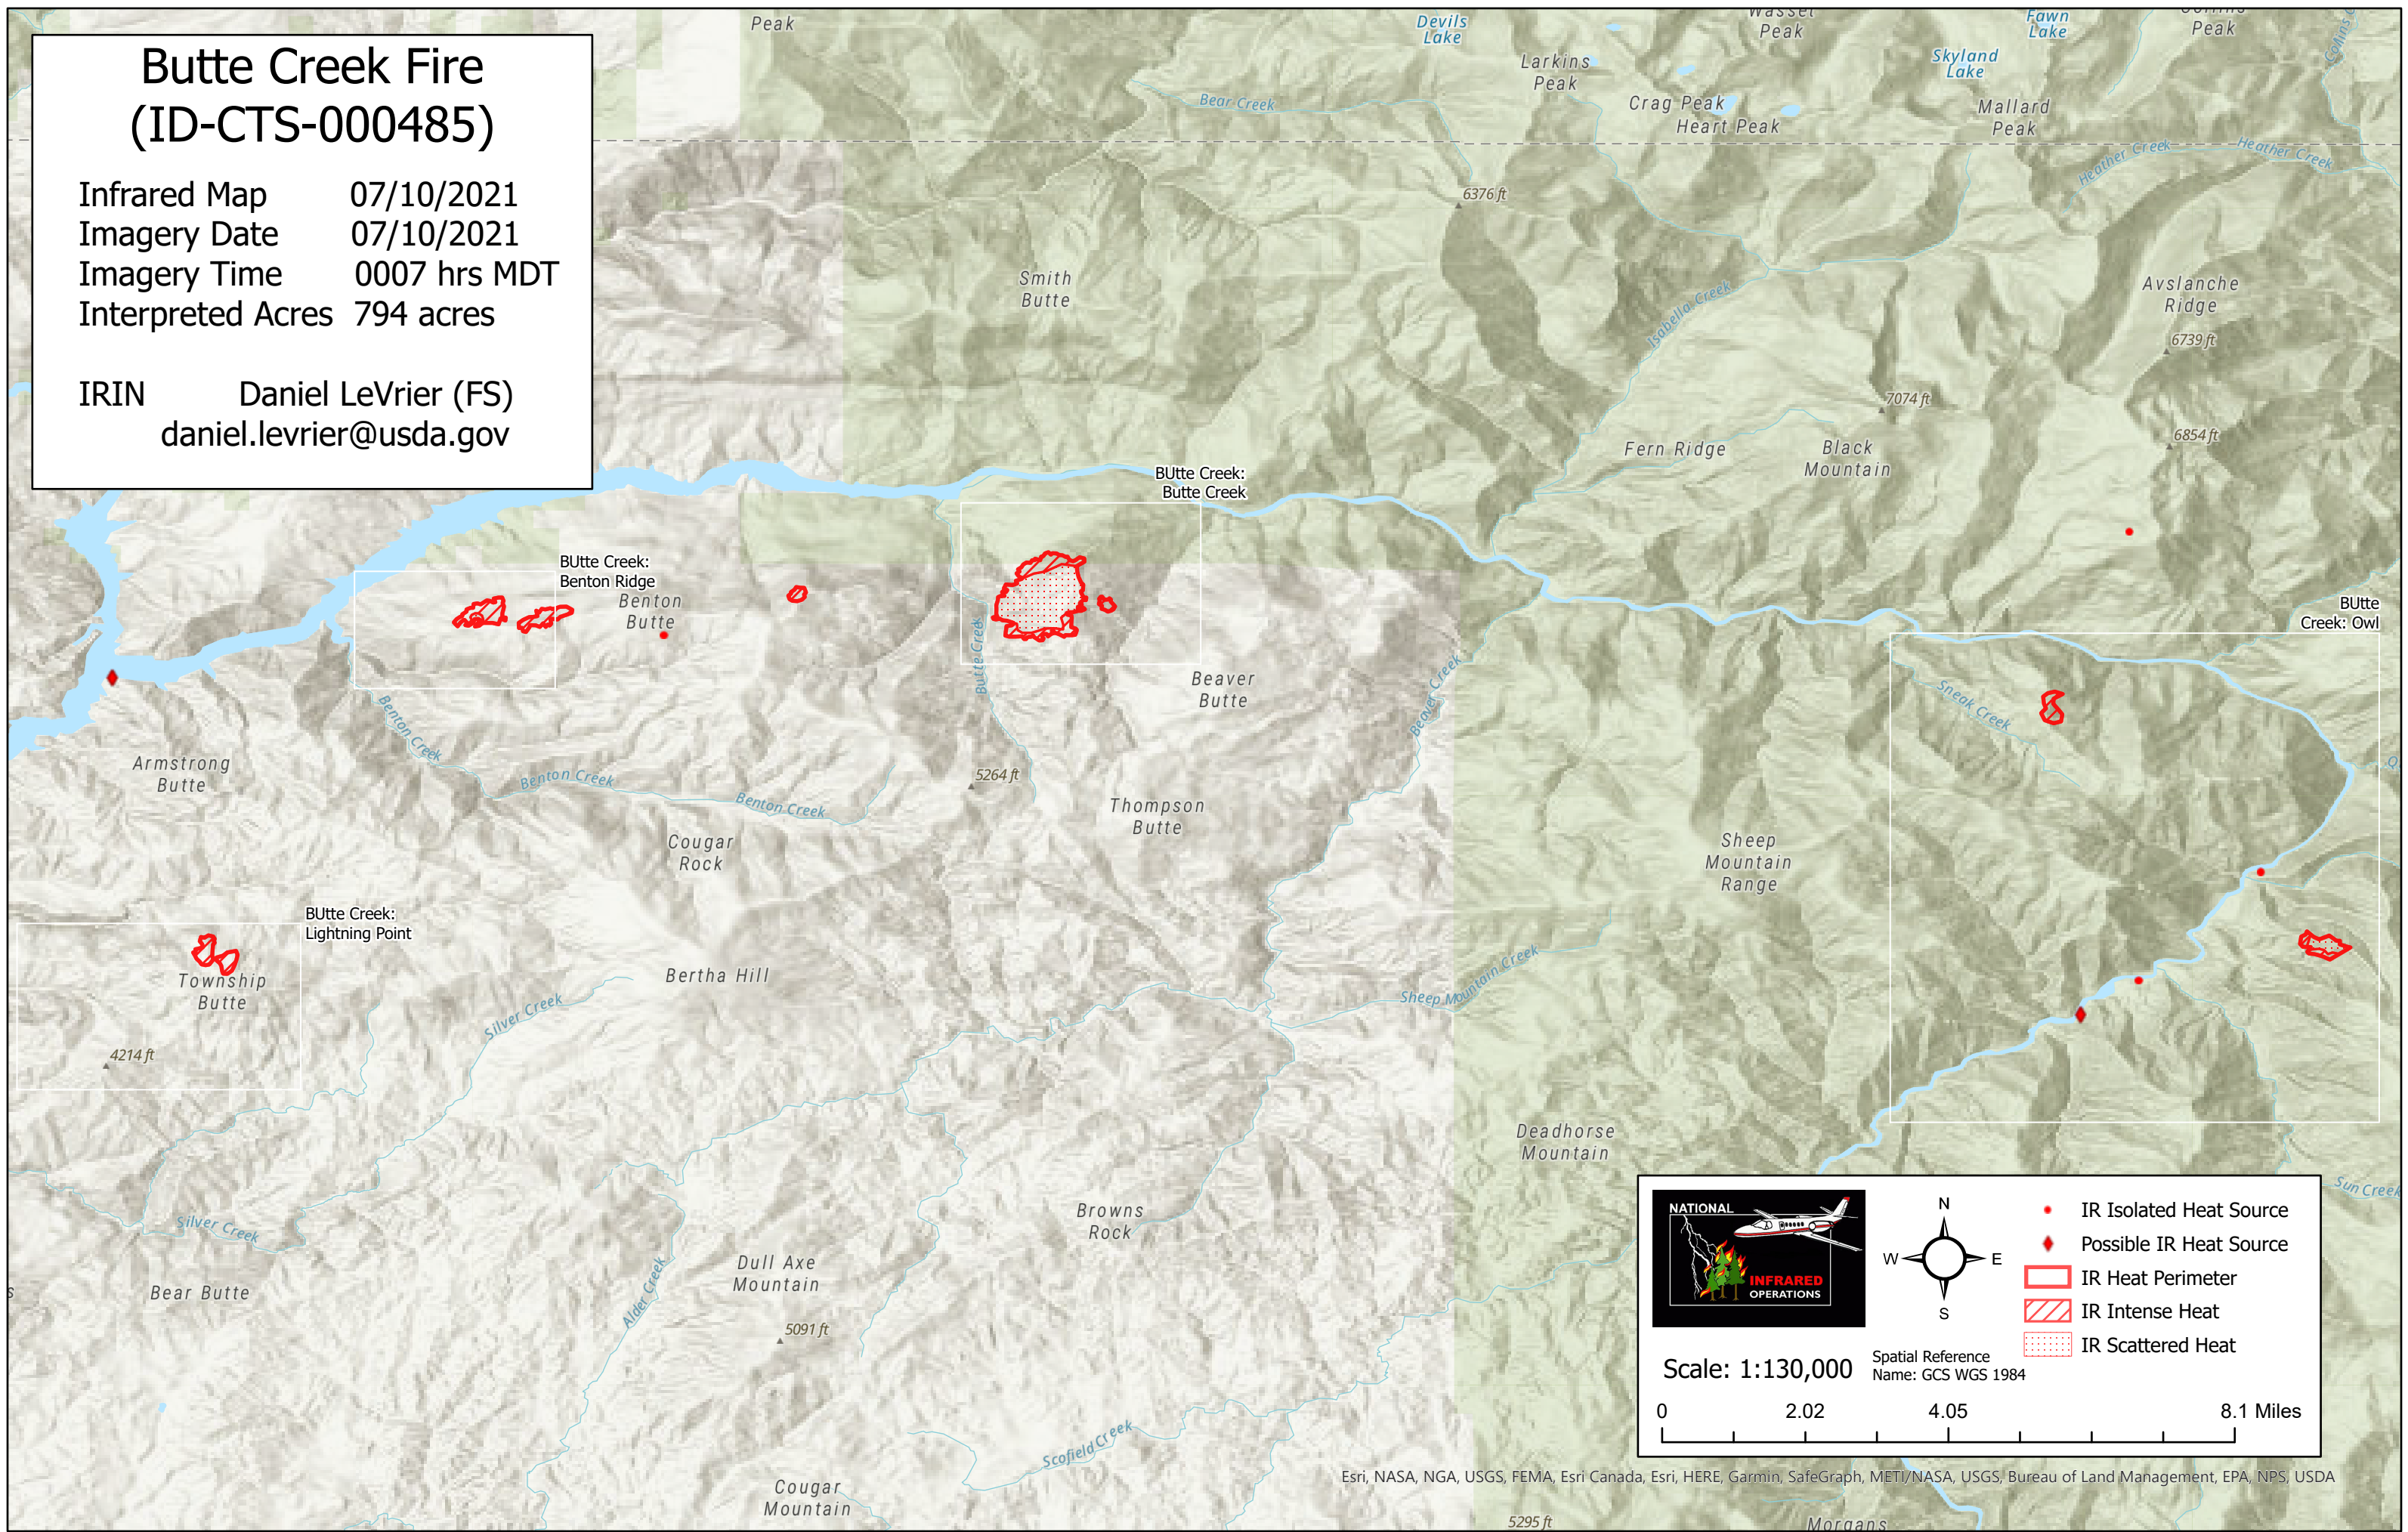 Butte Creek Fire
(ID-CTS-000485)
Infrared Map 07/10/2021
Imagery Date 07/10/2021
Imagery Time 0007 hrs MDT
Interpreted Acres 794 acres
IRIN Daniel LeVrier (FS)
daniel.levrier@usda.gov
Peak
Devils
Lake
Larkins
Peak
Peak
Fawn
Lake
Skyland
Lake
Peak
Bear Creek
Crag Peak
Heart Peak
Mallard
Peak
Heather Creek
Heather Creek
6376 ft
Smith
Butte
Isabella Creek
Avslanche
Ridge
6739 ft
7074 ft
6854 ft
Fern Ridge
Black
Mountain
BUtte Creek:
Butte Creek
BUtte Creek:
Benton Ridge
Benton
Butte
BUtte
Creek: Owl
Butte Creek
Beaver
Butte
Beaver Creek
Sneak Creek
Benton Creek
Armstrong
Butte
Benton Creek
Benton Creek
5264 ft
Thompson
Butte
Cougar
Rock
Sheep
Mountain
Range
BUtte Creek:
Lightning Point
Township
Butte
Bertha Hill
Silver Creek
Sheep Mountain Creek
4214 ft
Deadhorse
Mountain
Silver Creek
Browns
Rock
Sun Creek
Bear Butte
Dull Axe
Mountain
Alder Creek
5091 ft
Scofield Creek
Cougar
Mountain
NATIONAL
INFRARED
OPERATIONS
N
W
E
S
IR Isolated Heat Source
Possible IR Heat Source
IR Heat Perimeter
IR Intense Heat
IR Scattered Heat
Scale: 1:130,000
Spatial Reference
Name: GCS WGS 1984
0 2.02 4.05 8.1 Miles
Esri, NASA, NGA, USGS, FEMA, Esri Canada, Esri, HERE, Garmin, SafeGraph, METI/NASA, USGS, Bureau of Land Management, EPA, NPS, USDA
5295 ft
Morgans